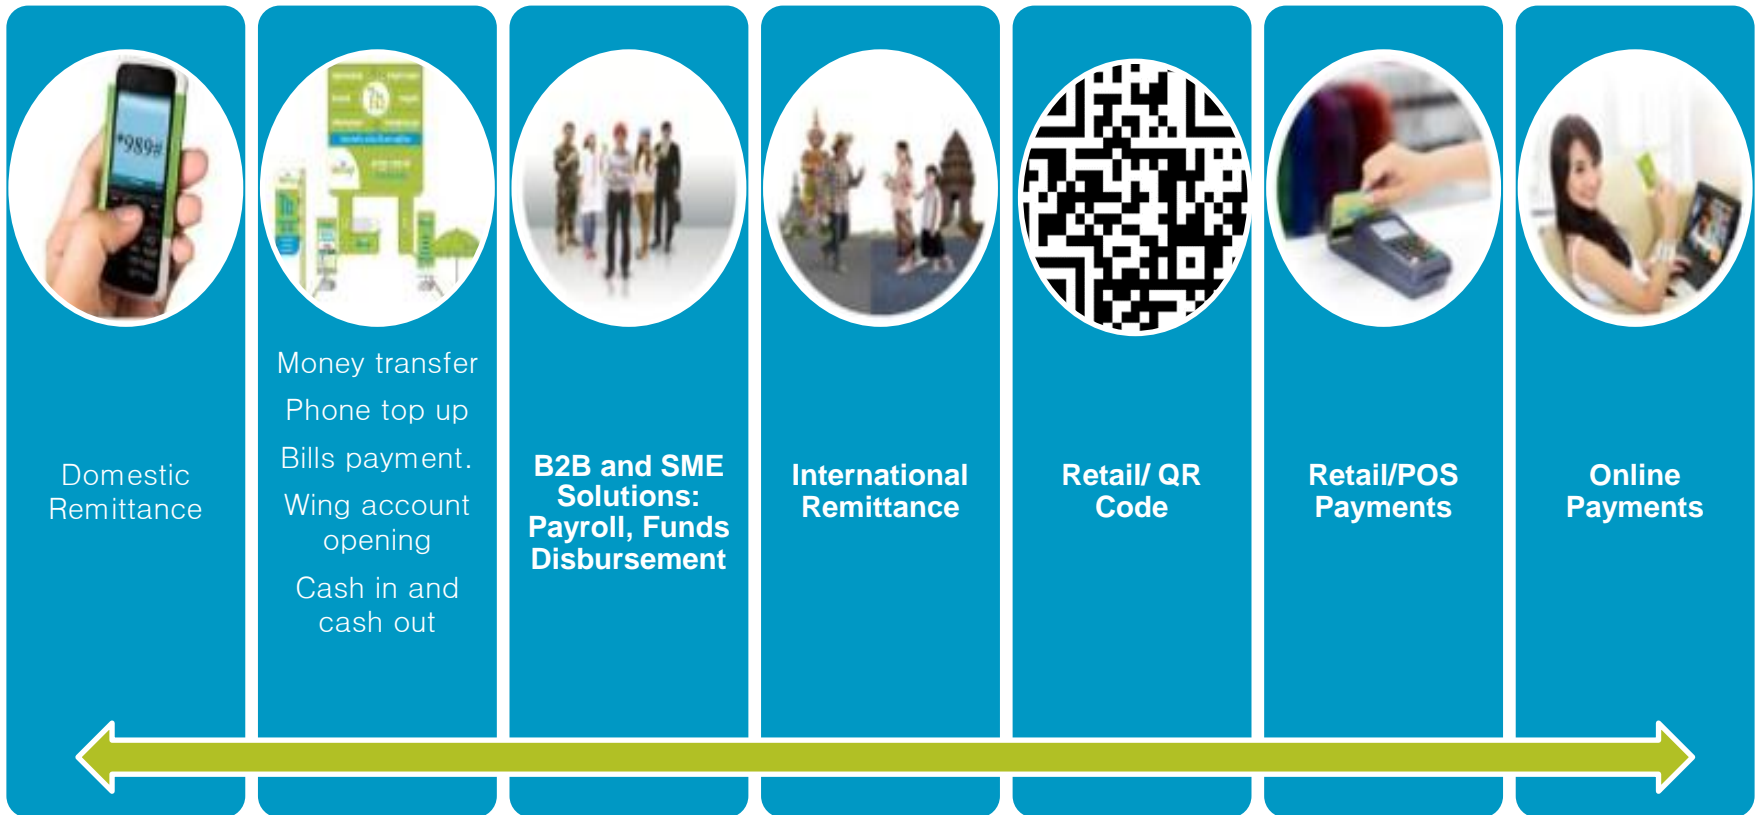 *989#
Domestic
Remittance
Money transfer
Phone top up
Bills payment.
Wing account
opening
Cash in and
cash out
B2B and SME
Solutions:
Payroll, Funds
Disbursement
International
Remittance
Retail/ QR
Code
Retail/POS
Payments
Online
Payments